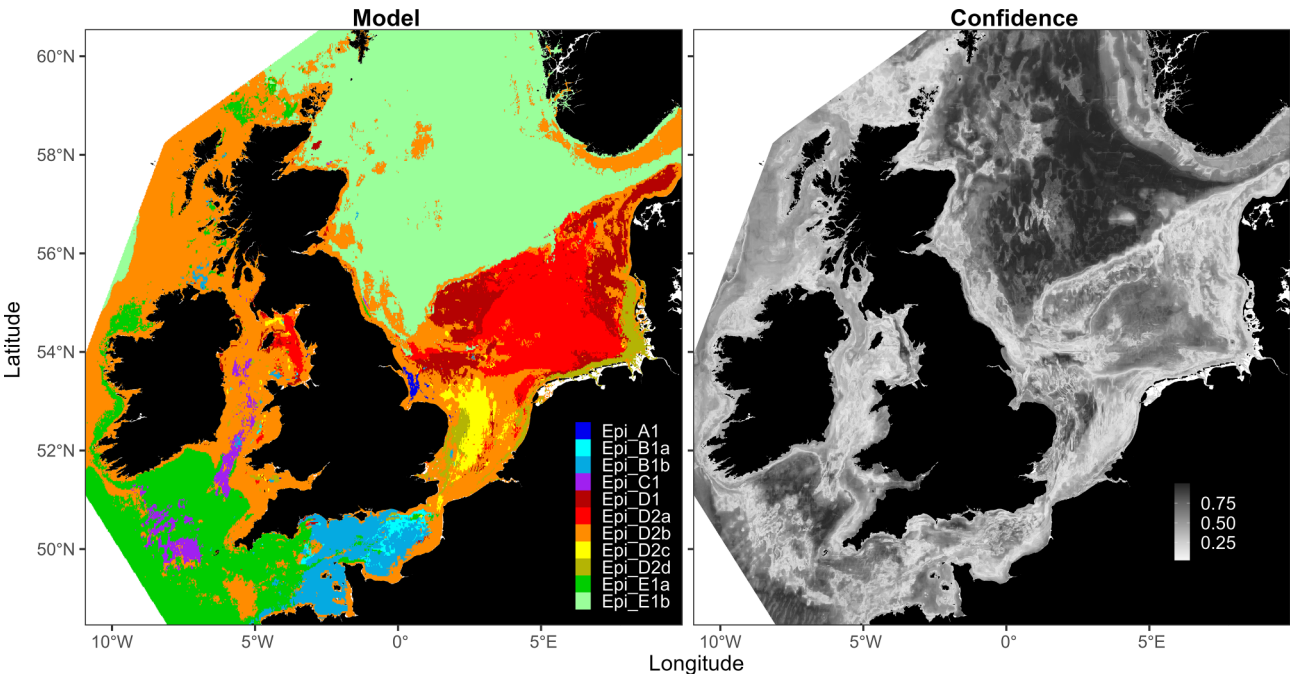 Model
Confidence
Latitude
60°N
58°N
56°N
54°N
52°N
50°N
Epi_A1
Epi_B1a
Epi_B1b
Epi_C1
Epi_D1
Epi_D2a
Epi_D2b
Epi_D2c
Epi_D2d
Epi_E1a
Epi_E1b
0.75
0.50
0.25
10°W
5°W
0°
5°E
10°W
5°W
0°
5°E
Longitude